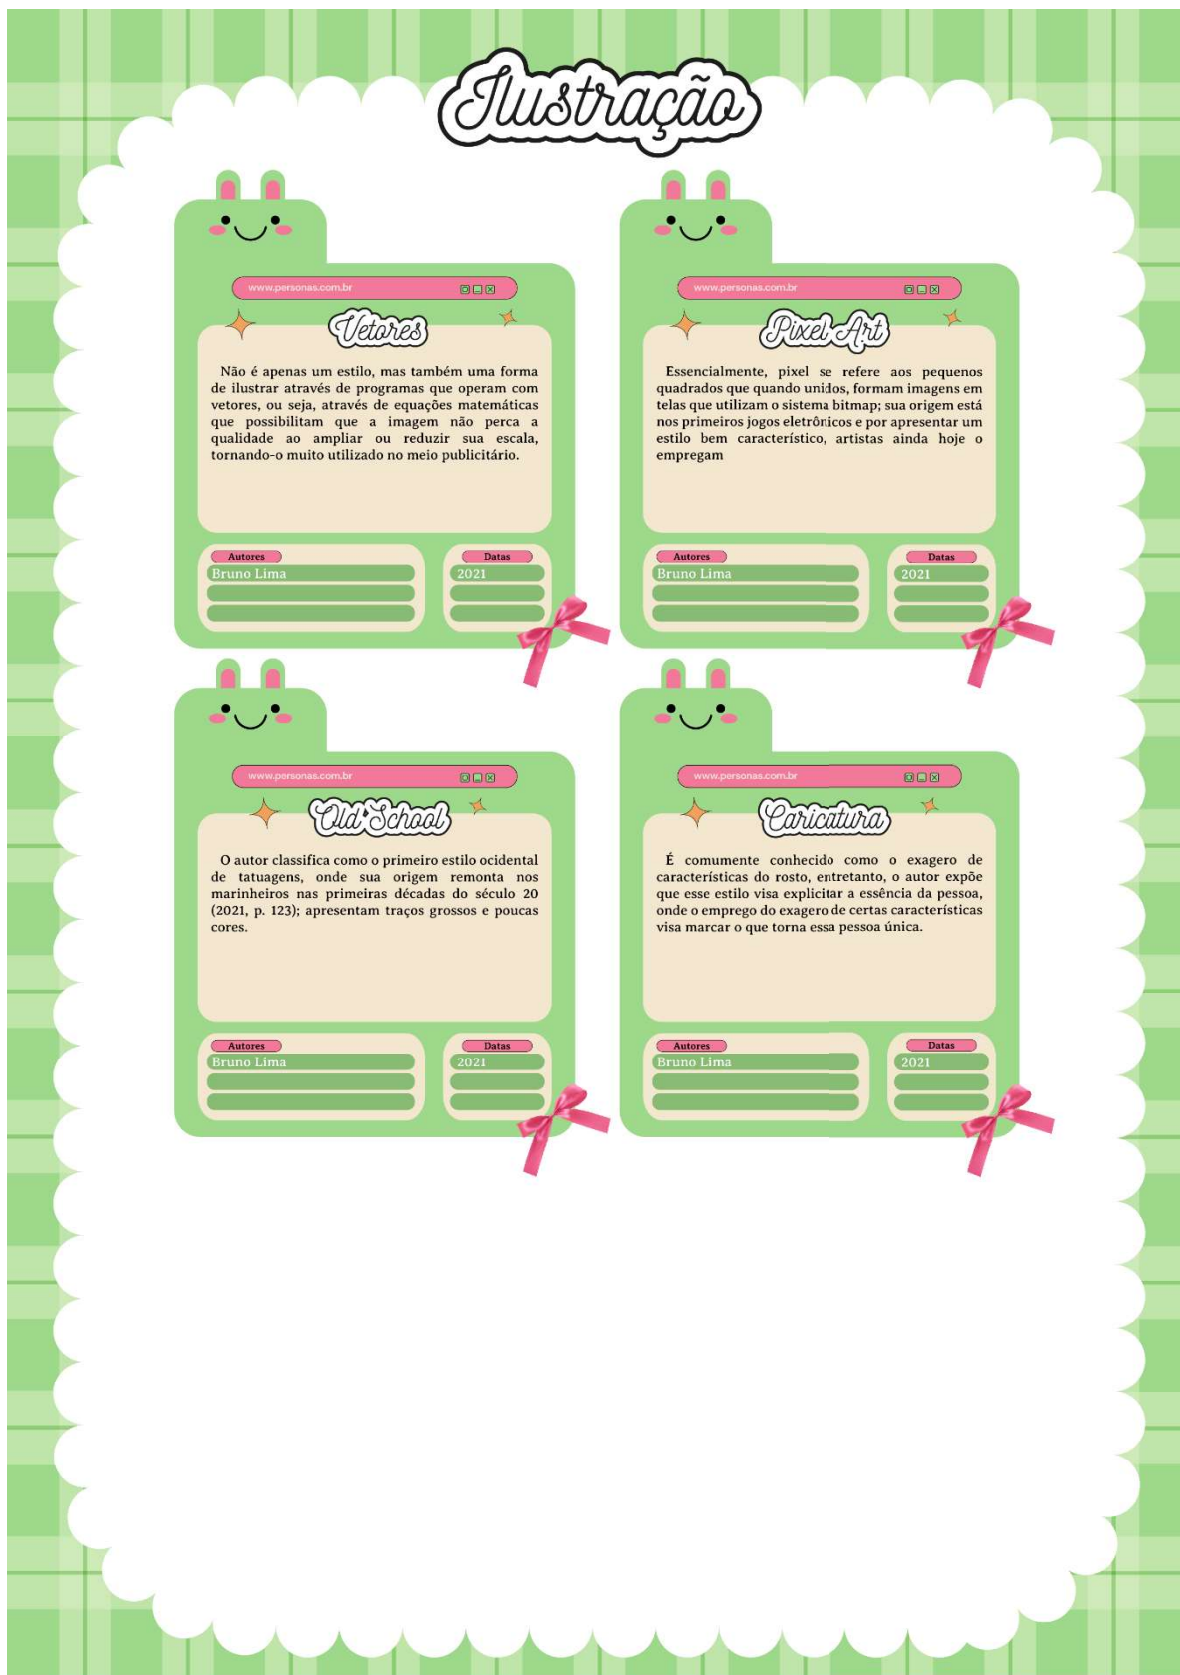 Ilustração
www.personas.com.br
Vetores
Não é apenas um estilo, mas também uma forma
de ilustrar através de programas que operam com
vetores, ou seja, através de equações matemáticas
que possibilitam que a imagem não perca a
qualidade ao ampliar ou reduzir sua escala,
tornando-o muito utilizado no meio publicitário.
Autores
Bruno Lima
Datas
2021
www.personas.com.br
Pixel Art
Essencialmente, pixel se refere aos pequenos
quadrados que quando unidos, formam imagens em
telas que utilizam o sistema bitmap; sua origem está
nos primeiros jogos eletrônicos e por apresentar um
estilo bem característico, artistas ainda hoje o
empregam
Autores
Bruno Lima
Datas
2021
www.personas.com.br
Old School
O autor classifica como o primeiro estilo ocidental
de tatuagens, onde sua origem remonta nos
marinheiros nas primeiras décadas do século 20
(2021, p. 123); apresentam traços grossos e poucas
cores.
Autores
Bruno Lima
Datas
2021
www.personas.com.br
Caricatura
É comumente conhecido como o exagero de
características do rosto, entretanto, o autor expõe
que esse estilo visa explicitar a essência da pessoa,
onde o emprego do exagero de certas características
visa marcar o que torna essa pessoa única.
Autores
Bruno Lima
Datas
2021